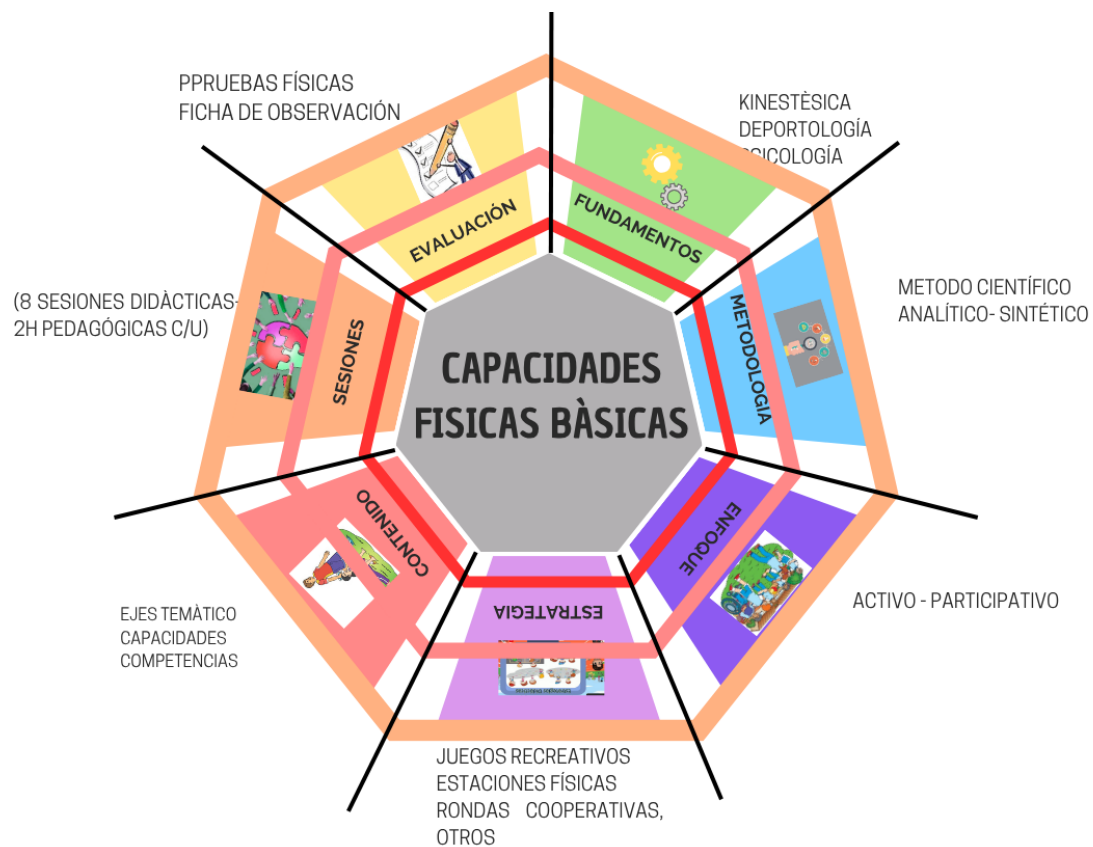 PPRUEBAS FÍSICAS
FICHA DE OBSERVACIÓN
KINESTÈSICA
DEPORTOLOGÍA
PSICOLOGÍA
EVALUACIÓN
FUNDAMENTOS
(8 SESIONES DIDÀCTICAS-
2H PEDAGÓGICAS C/U)
SESIONES
CAPACIDADES
FISICAS BÀSICAS
METODOLOGIA
METODO CIENTÍFICO
ANALÍTICO- SINTÉTICO
CONTENIDO
ENFOQUE
ESTRATEGIA
EJES TEMÀTICO
CAPACIDADES
COMPETENCIAS
ACTIVO - PARTICIPATIVO
JUEGOS RECREATIVOS
ESTACIONES FÍSICAS
RONDAS COOPERATIVAS,
OTROS